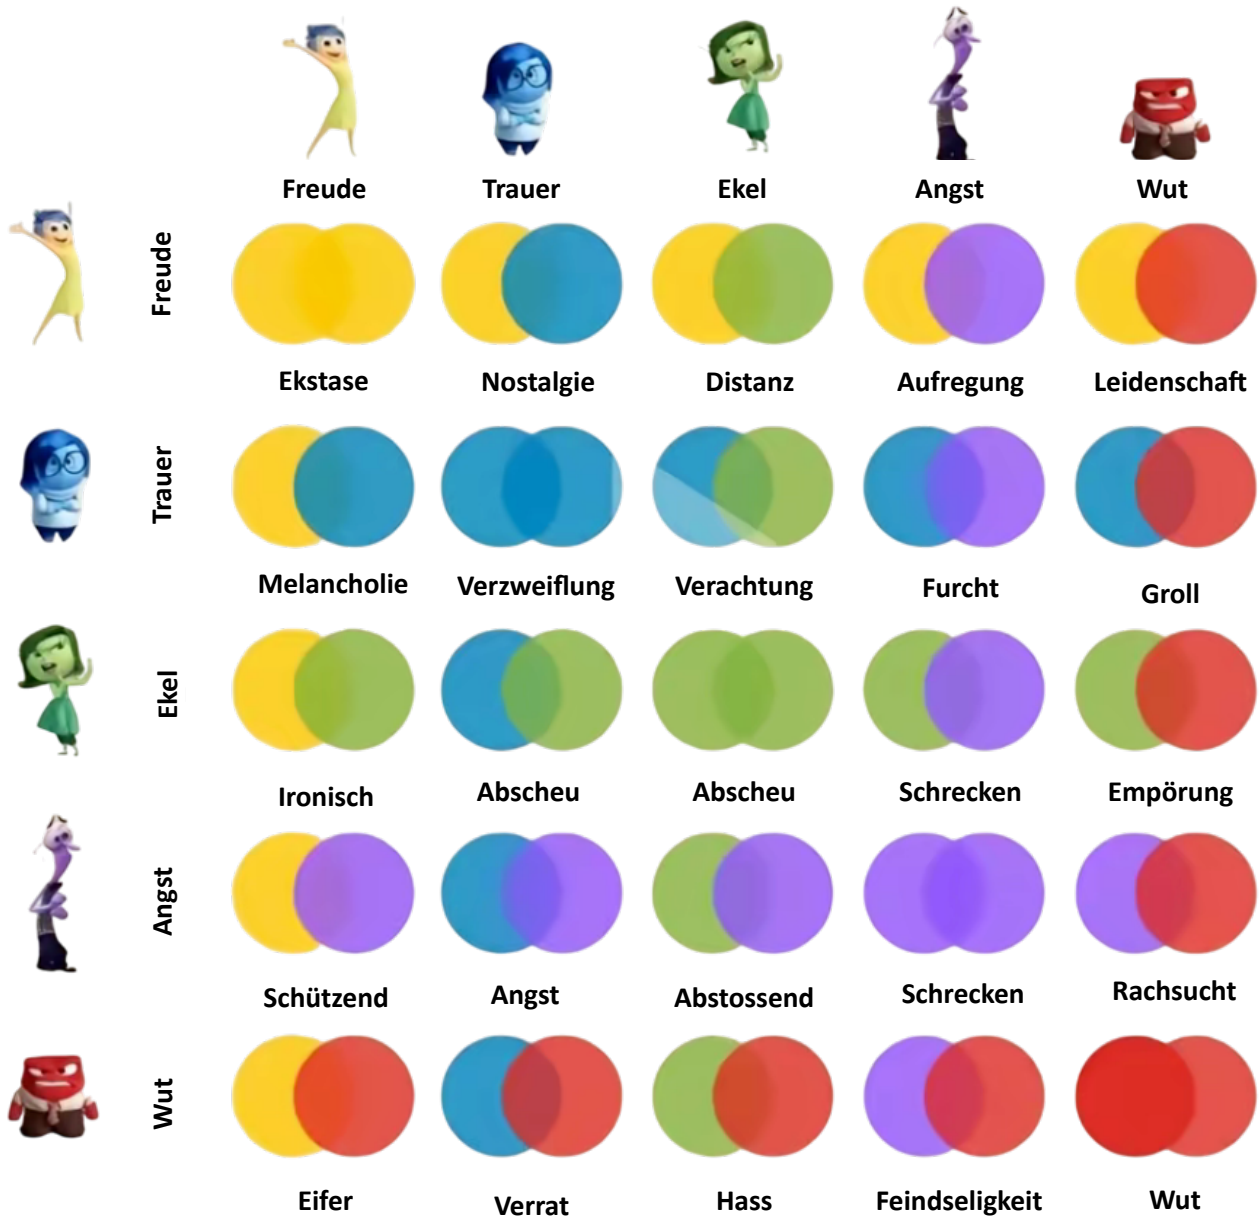 Freude Trauer Ekel Angst Wut
Freude
Ekstase Nostalgie Distanz Aufregung Leidenschaft
Trauer
Melancholie Verzweiflung Verachtung Furcht Groll
Ekel
Ironisch Abscheu Abscheu Schrecken Empörung
Angst
Schützend Angst Abstossend Schrecken Rachsucht
Wut
Eifer Verrat Hass Feindseligkeit Wut